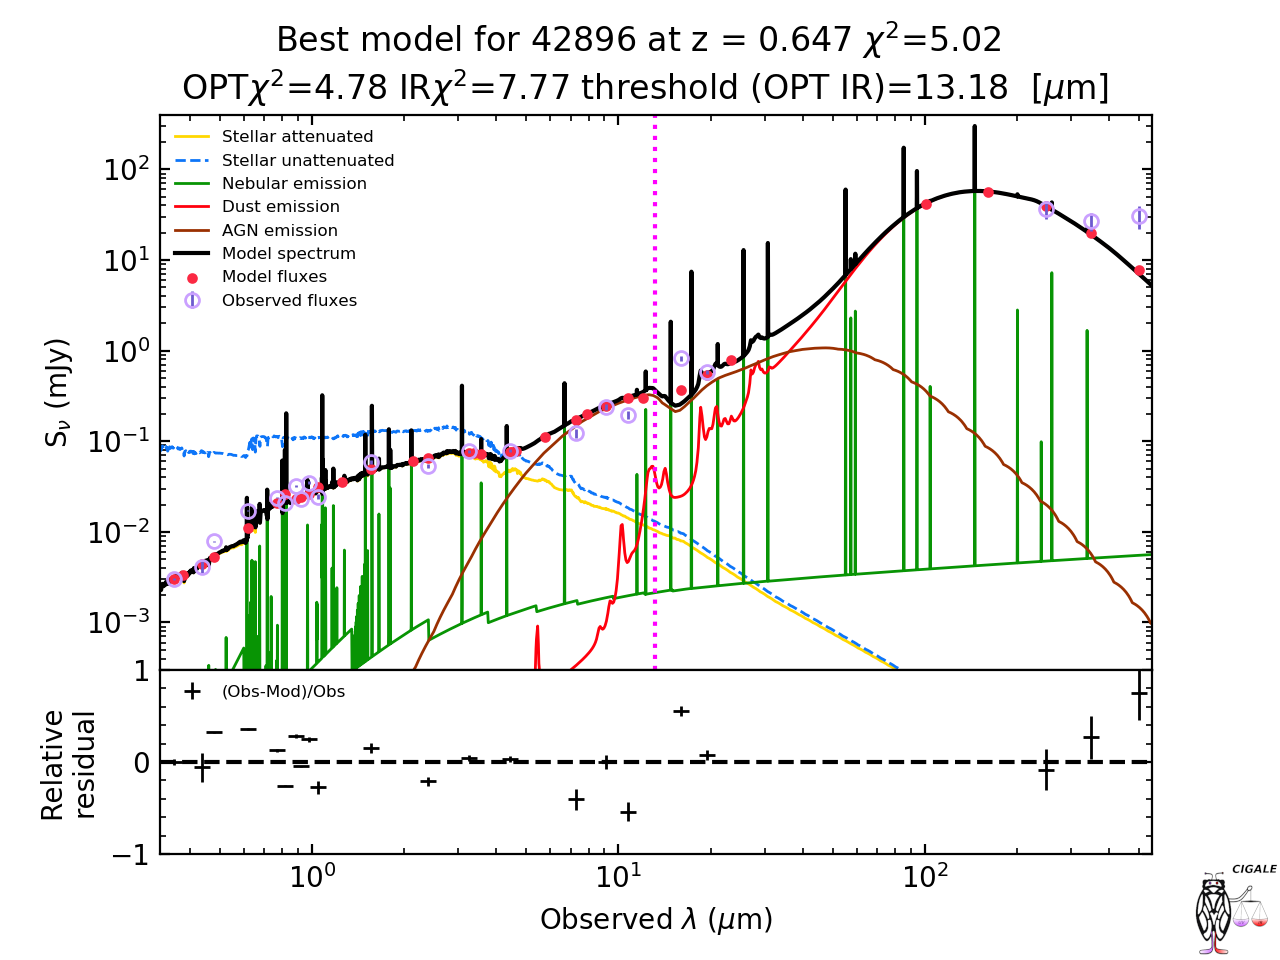 Best model for 42896 at z = 0.647 χ²=5.02
OPTχ²=4.78 IRχ²=7.77 threshold (OPT IR)=13.18 [μm]
Stellar attenuated
Stellar unattenuated
Nebular emission
Dust emission
AGN emission
Model spectrum
Model fluxes
Observed fluxes
10²
10¹
10⁰
10⁻¹
10⁻²
10⁻³
S_ν (mJy)
1
0
−1
(Obs-Mod)/Obs
Relative
residual
10⁰ 10¹ 10²
Observed λ (μm)
CIGALE